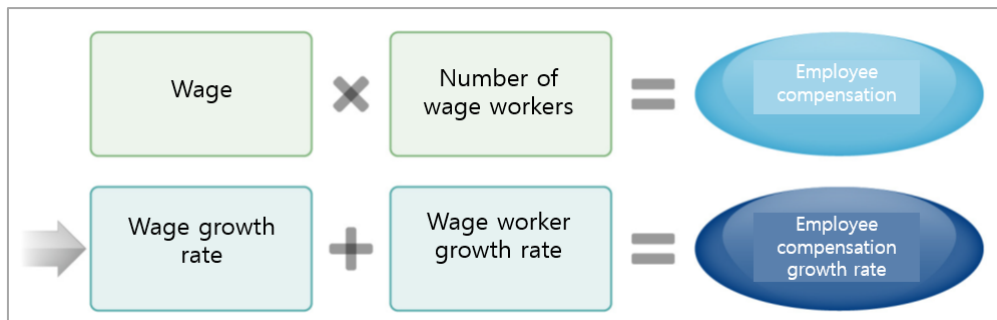 Wage
Number of
wage workers
Employee
compensation
Wage growth
rate
Wage worker
growth rate
Employee
compensation
growth rate